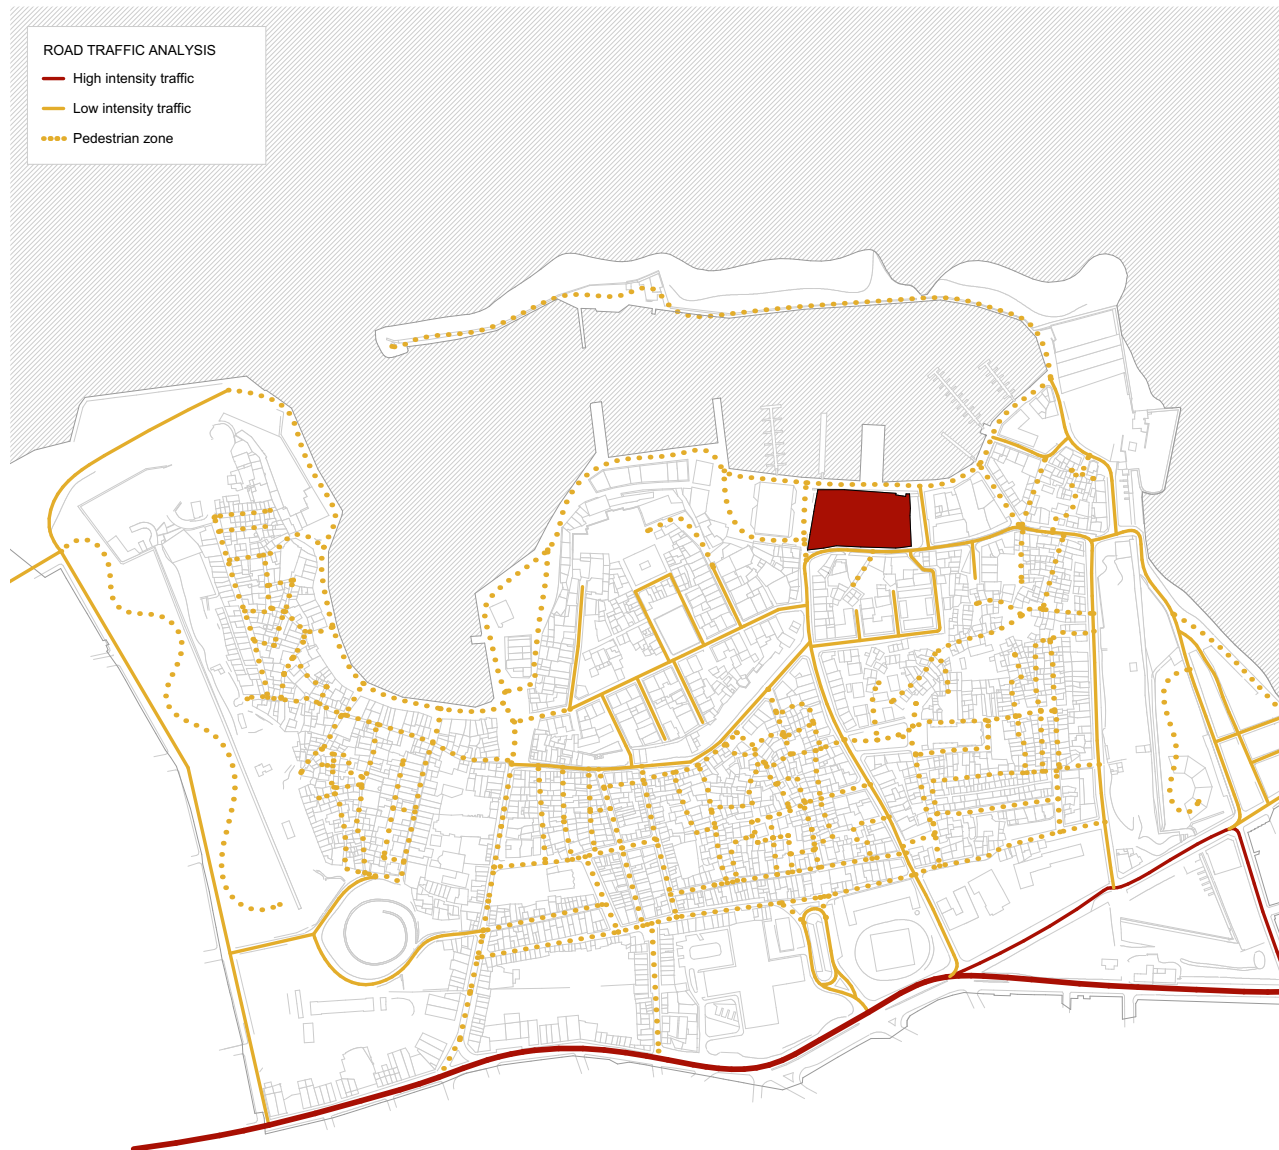 ROAD TRAFFIC ANALYSIS
High intensity traffic
Low intensity traffic
Pedestrian zone